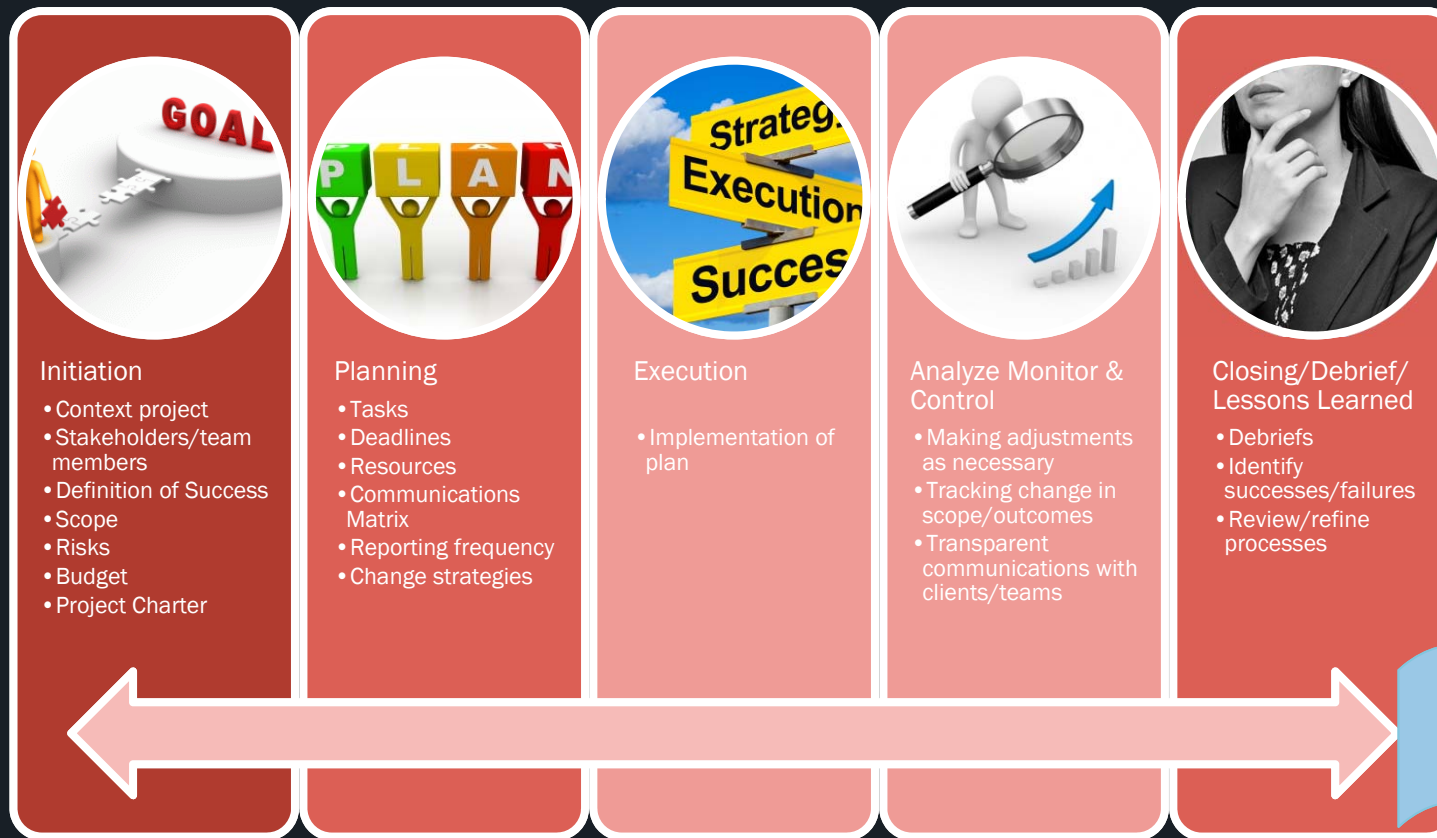 GOAL
P L A N
Strateg
Execution
Succes
Initiation
•Context project
•Stakeholders/team
members
•Definition of Success
•Scope
•Risks
•Budget
•Project Charter
Planning
•Tasks
•Deadlines
•Resources
•Communications
Matrix
•Reporting frequency
•Change strategies
Execution
•Implementation of
plan
Analyze Monitor &
Control
•Making adjustments
as necessary
•Tracking change in
scope/outcomes
•Transparent
communications with
clients/teams
Closing/Debrief/
Lessons Learned
•Debriefs
•Identify
successes/failures
•Review/refine
processes